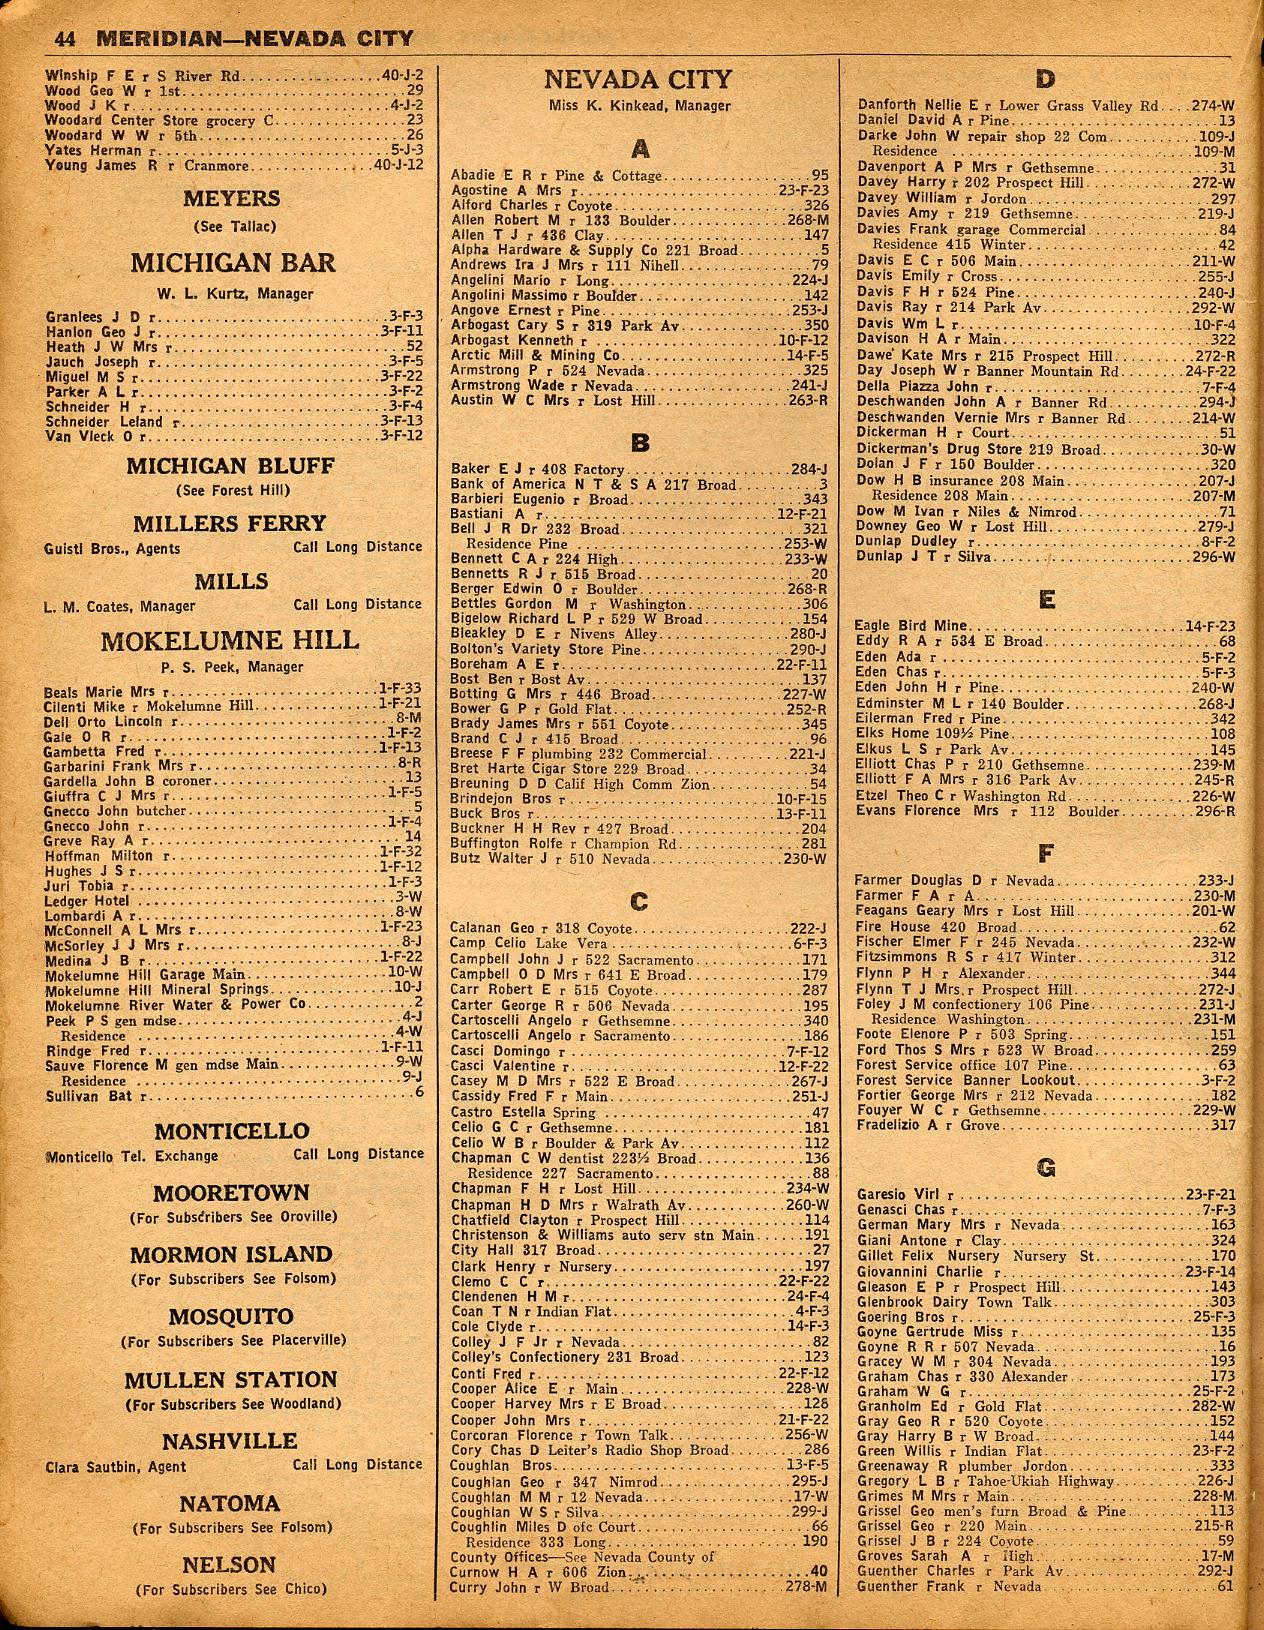 44 MERIDIAN—NEVADA CITY
Winship F E r S River Rd.................40-J-2
Wood Geo W r 1st...........................29
Wood J K r................................4-J-2
Woodard Center Store grocery C................23
Woodard W W r 5th..........................26
Yates Herman r............................5-J-3
Young James R r Cranmore...............40-J-12
MEYERS
(See Tallac)
MICHIGAN BAR
W. L. Kurtz, Manager
Granlees J D r............................3-F-3
Hanlon Geo J r...........................3-F-11
Heath J W Mrs r.............................52
Jauch Joseph r............................3-F-5
Miguel M S r.............................3-F-22
Parker A L r..............................3-F-2
Schneider H r.............................3-F-4
Schneider Leland r.......................3-F-13
Van Vleck O r............................3-F-12
MICHIGAN BLUFF
(See Forest Hill)
MILLERS FERRY
Guisti Bros., Agents Call Long Distance
MILLS
L. M. Coates, Manager Call Long Distance
MOKELUMNE HILL
P. S. Peek, Manager
Beals Marie Mrs r........................1-F-33
Cilenti Mike r Mokelumne Hill............1-F-21
Dell Orto Lincoln r.........................8-M
Gale O R r................................1-F-2
Gambetta Fred r..........................1-F-13
Garbarini Frank Mrs r.......................8-R
Gardella John B coroner......................13
Giuffra C J Mrs r.........................1-F-5
Gnecco John butcher...........................5
Gnecco John r.............................1-F-4
Greve Ray A r................................14
Hoffman Milton r.........................1-F-32
Hughes J S r.............................1-F-12
Juri Tobia r..............................1-F-3
Ledger Hotel ...............................3-W
Lombardi A r................................8-W
McConnell A L Mrs r......................1-F-23
McSorley J J Mrs r..........................8-J
Medina J B r.............................1-F-22
Mokelumne Hill Garage Main.................10-W
Mokelumne Hill Mineral Springs.............10-J
Mokelumne River Water & Power Co..............2
Peek P S gen mdse...........................4-J
Residence ..................................4-W
Rindge Fred r............................1-F-11
Sauve Florence M gen mdse Main..............9-W
Residence ..................................9-J
Sullivan Bat r................................6
MONTICELLO
Monticello Tel. Exchange Call Long Distance
MOORETOWN
(For Subscribers See Oroville)
MORMON ISLAND
(For Subscribers See Folsom)
MOSQUITO
(For Subscribers See Placerville)
MULLEN STATION
(For Subscribers See Woodland)
NASHVILLE
Clara Sautbin, Agent Call Long Distance
NATOMA
(For Subscribers See Folsom)
NELSON
(For Subscribers See Chico)
NEVADA CITY
Miss K. Kinkead, Manager
A
Abadie E R r Pine & Cottage..................95
Agostine A Mrs r........................23-F-23
Alford Charles r Coyote.....................326
Allen Robert M r 133 Boulder..............268-M
Allen T J r 436 Clay........................147
Alpha Hardware & Supply Co 221 Broad..........5
Andrews Ira J Mrs r 111 Nihell...............79
Angelini Mario r Long.....................224-J
Angolini Massimo r Boulder..................142
Angove Ernest r Pine......................253-J
Arbogast Cary S r 319 Park Av...............350
Arbogast Kenneth r .....................10-F-12
Arctic Mill & Mining Co..................14-F-5
Armstrong P r 524 Nevada....................325
Armstrong Wade r Nevada...................241-J
Austin W C Mrs r Lost Hill................263-R
B
Baker E J r 408 Factory...................284-J
Bank of America N T & S A 217 Broad...........3
Barbieri Eugenio r Broad....................343
Bastiani A r............................12-F-21
Bell J R Dr 232 Broad.......................321
Residence Pine ...........................253-W
Bennett C A r 224 High....................233-W
Bennetts R J r 515 Broad.....................20
Berger Edwin O r Boulder..................268-R
Bettles Gordon M r Washington...............306
Bigelow Richard L P r 529 W Broad...........154
Bleakley D E r Nivens Alley...............280-J
Bolton's Variety Store Pine...............290-J
Boreham A E r...........................22-F-11
Bost Ben r Bost Av..........................137
Botting G Mrs r 446 Broad.................227-W
Bower G P r Gold Flat.....................252-R
Brady James Mrs r 551 Coyote................345
Brand C J r 415 Broad........................96
Breese F F plumbing 232 Commercial........221-J
Bret Harte Cigar Store 229 Broad.............34
Breuning D D Calif High Comm Zion............54
Brindejon Bros r .......................10-F-15
Buck Bros r.............................13-F-11
Buckner H H Rev r 427 Broad.................204
Buffington Rolfe r Champion Rd..............281
Butz Walter J r 510 Nevada................230-W
C
Calanan Geo r 318 Coyote..................222-J
Camp Celio Lake Vera .....................6-F-3
Campbell John J r 522 Sacramento............171
Campbell O D Mrs r 641 E Broad..............179
Carr Robert E r 515 Coyote..................287
Carter George R r 506 Nevada................195
Cartoscelli Angelo r Gethsemne..............340
Cartoscelli Angelo r Sacramento.............186
Casci Domingo r .........................7-F-12
Casci Valentine r.......................12-F-22
Casey M D Mrs r 522 E Broad...............267-J
Cassidy Fred F r Main.....................251-J
Castro Estella Spring .......................47
Celio G C r Gethsemne.......................181
Celio W B r Boulder & Park Av...............112
Chapman C W dentist 223½ Broad..............136
Residence 227 Sacramento.....................88
Chapman F H r Lost Hill...................234-W
Chapman H D Mrs r Walrath Av..............260-W
Chatfield Clayton r Prospect Hill...........114
Christenson & Williams auto serv stn Main......191
City Hall 317 Broad..........................27
Clark Henry r Nursery.......................197
Clemo C C r.............................22-F-22
Clendenen H M r..........................24-F-4
Coan T N r Indian Flat....................4-F-3
Cole Clyde r.............................14-F-3
Colley J F Jr r Nevada.......................82
Colley's Confectionery 231 Broad............123
Conti Fred r............................22-F-12
Cooper Alice E r Main.....................228-W
Cooper Harvey Mrs r E Broad.................128
Cooper John Mrs r.......................21-F-22
Corcoran Florence r Town Talk.............256-W
Cory Chas D Leiter's Radio Shop Broad.......286
Coughlan Bros............................13-F-5
Coughlan Geo r 347 Nimrod.................295-J
Coughlan M M r 12 Nevada...................17-W
Coughlan W S r Silva......................299-J
Coughlin Miles D ofc Court...................66
Residence 333 Long..........................190
County Offices—See Nevada County of
Curnow H A r 606 Zion........................40
Curry John r W Broad......................278-M
D
Danforth Nellie E r Lower Grass Valley Rd....274-W
Daniel David A r Pine........................13
Darke John W repair shop 22 Com...........109-J
Residence ................................109-M
Davenport A P Mrs r Gethsemne................31
Davey Harry r 202 Prospect Hill...........272-W
Davey William r Jordon......................297
Davies Amy r 219 Gethsemne................219-J
Davies Frank garage Commercial...............84
Residence 415 Winter.........................42
Davis E C r 506 Main......................211-W
Davis Emily r Cross.......................255-J
Davis F H r 524 Pine......................240-J
Davis Ray r 214 Park Av...................292-W
Davis Wm L r.............................10-F-4
Davison H A r Main..........................322
Dawe Kate Mrs r 215 Prospect Hill.........272-R
Day Joseph W r Banner Mountain Rd.......24-F-22
Della Piazza John r.......................7-F-4
Deschwanden John A r Banner Rd............294-J
Deschwanden Vernie Mrs r Banner Rd........214-W
Dickerman H r Court..........................51
Dickerman's Drug Store 219 Broad...........30-W
Dolan J F r 150 Boulder.....................320
Dow H B insurance 208 Main................207-J
Residence 208 Main........................207-M
Dow M Ivan r Niles & Nimrod..................71
Downey Geo W r Lost Hill..................279-J
Dunlap Dudley r...........................8-F-2
Dunlap J T r Silva........................296-W
E
Eagle Bird Mine.........................14-F-23
Eddy R A r 534 E Broad.......................68
Eden Ada r................................5-F-2
Eden Chas r...............................5-F-3
Eden John H r Pine........................240-W
Edminster M L r 140 Boulder...............268-J
Eilerman Fred r Pine........................342
Elks Home 109½ Pine.........................108
Elkus L S r Park Av.........................145
Elliott Chas P r 210 Gethsemne............239-M
Elliott F A Mrs r 316 Park Av.............245-R
Etzel Theo C r Washington Rd..............226-W
Evans Florence Mrs r 112 Boulder..........296-R
F
Farmer Douglas D r Nevada.................233-J
Farmer F A r A............................230-M
Feagans Geary Mrs r Lost Hill.............201-W
Fire House 420 Broad.........................62
Fischer Elmer F r 245 Nevada..............232-W
Fitzsimmons R S r 417 Winter................312
Flynn P H r Alexander.......................344
Flynn T J Mrs r Prospect Hill.............272-J
Foley J M confectionery 106 Pine..........231-J
Residence Washington......................231-M
Foote Elenore P r 503 Spring................151
Ford Thos S Mrs r 523 W Broad...............259
Forest Service office 107 Pine...............63
Forest Service Banner Lookout.............3-F-2
Fortier George Mrs r 212 Nevada.............182
Fouyer W C r Gethsemne....................229-W
Fradelizio A r Grove........................317
G
Garesio Virl r .........................23-F-21
Genasci Chas r............................7-F-3
German Mary Mrs r Nevada....................163
Giani Antone r Clay.........................324
Gillet Felix Nursery Nursery St.............170
Giovannini Charlie r....................23-F-14
Gleason E P r Prospect Hill.................143
Glenbrook Dairy Town Talk...................303
Goering Bros r...........................25-F-3
Goyne Gertrude Miss r.......................135
Goyne R R r 507 Nevada.......................16
Gracey W M r 304 Nevada.....................193
Graham Chas r 330 Alexander.................173
Graham W G r.............................25-F-2
Granholm Ed r Gold Flat...................282-W
Gray Geo R r 520 Coyote.....................152
Gray Harry B r W Broad......................144
Green Willis r Indian Flat...............23-F-2
Greenaway R plumber Jordon..................333
Gregory L B r Tahoe-Ukiah Highway.........226-J
Grimes M Mrs r Main.......................228-M
Grissel Geo men's furn Broad & Pine.........113
Grissel Geo r 220 Main....................215-R
Grissel J B r 224 Coyote.....................59
Groves Sarah A r High......................17-M
Guenther Charles r Park Av................292-J
Guenther Frank r Nevada......................61